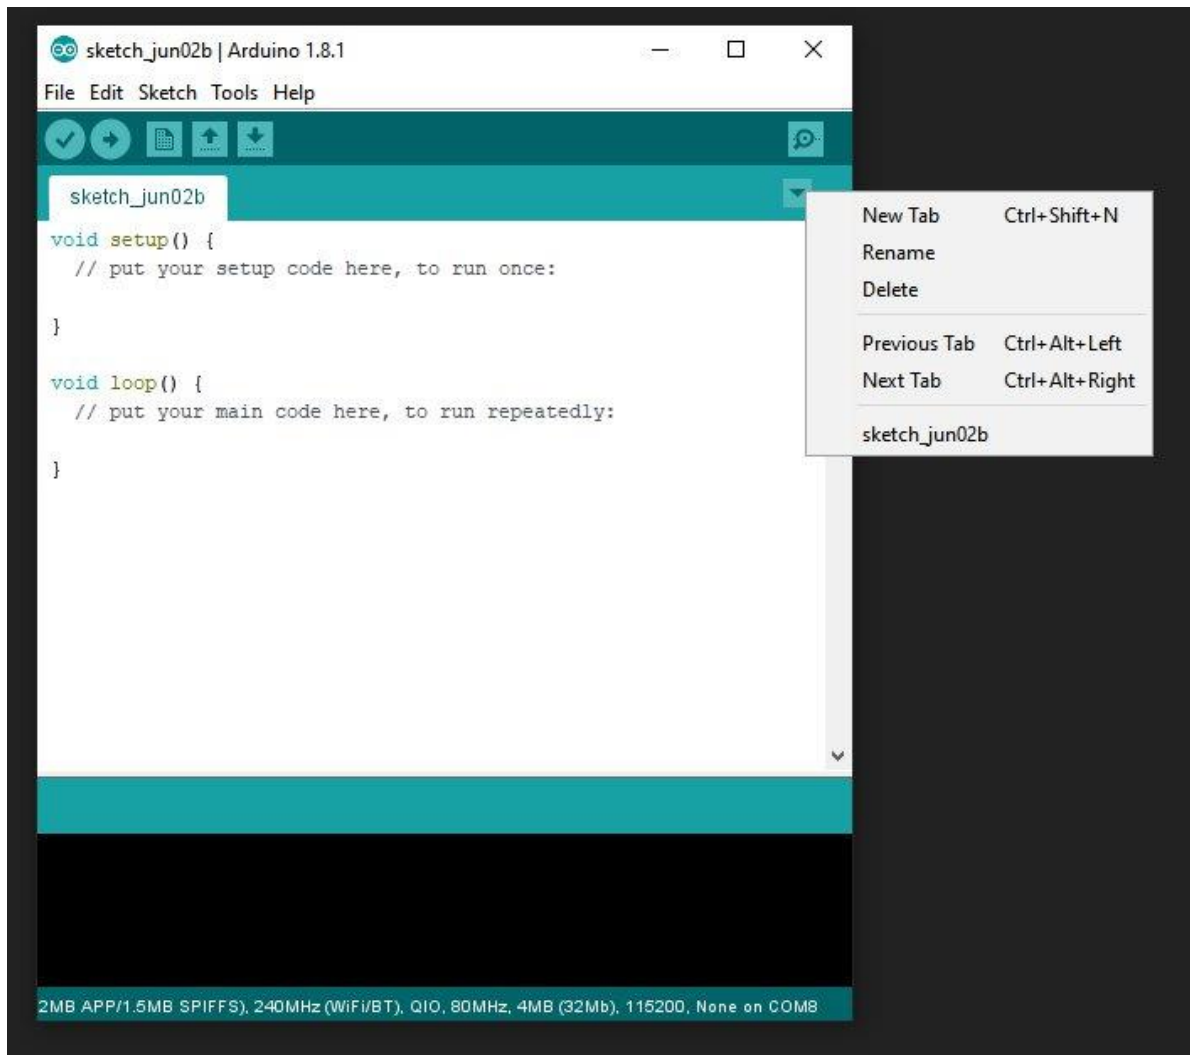 sketch_jun02b | Arduino 1.8.1
File Edit Sketch Tools Help
sketch_jun02b
void setup() {
  // put your setup code here, to run once:
}
void loop() {
  // put your main code here, to run repeatedly:
}
New Tab Ctrl+Shift+N
Rename
Delete
Previous Tab Ctrl+Alt+Left
Next Tab Ctrl+Alt+Right
sketch_jun02b
2MB APP/1.5MB SPIFFS), 240MHz (WiFi/BT), QIO, 80MHz, 4MB (32Mb), 115200, None on COM8